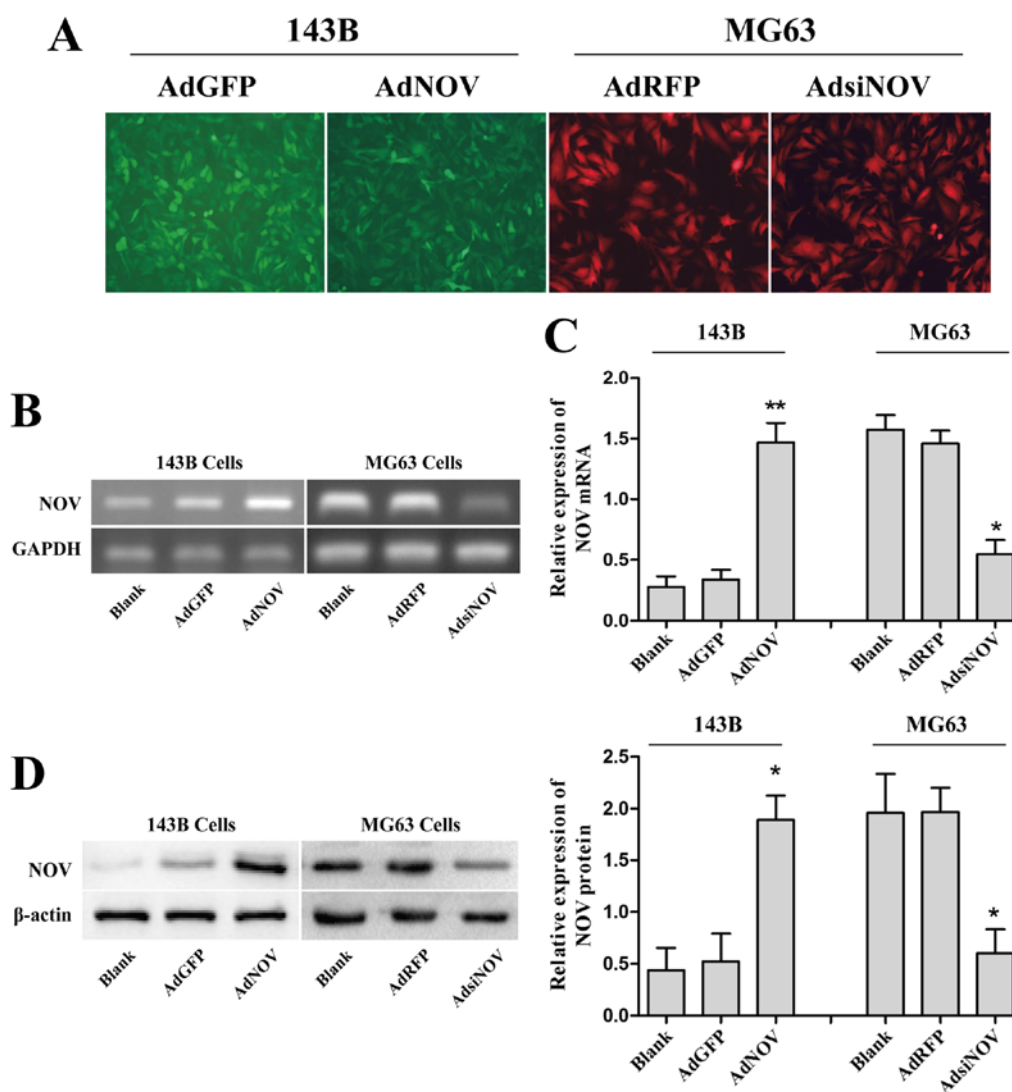 A
143B
MG63
AdGFP
AdNOV
AdRFP
AdsiNOV
B
143B Cells
MG63 Cells
NOV
GAPDH
Blank
AdGFP
AdNOV
Blank
AdRFP
AdsiNOV
C
143B
MG63
Relative expression of
NOV mRNA
2.0
1.5
1.0
0.5
0.0
**
*
Blank
AdGFP
AdNOV
Blank
AdRFP
AdsiNOV
D
143B Cells
MG63 Cells
NOV
β-actin
Blank
AdGFP
AdNOV
Blank
AdRFP
AdsiNOV
143B
MG63
Relative expression of
NOV protein
2.5
2.0
1.5
1.0
0.5
0.0
*
*
Blank
AdGFP
AdNOV
Blank
AdRFP
AdsiNOV